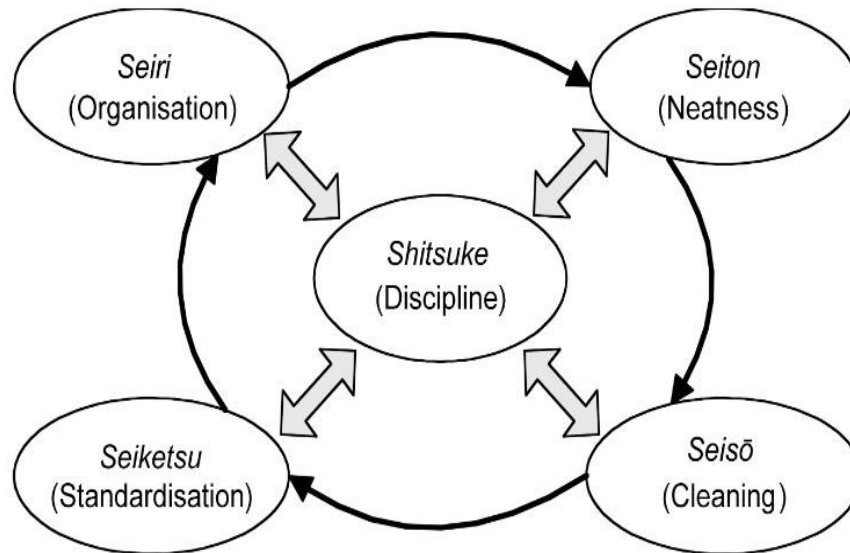 Seiri
(Organisation)
Seiton
(Neatness)
Shitsuke
(Discipline)
Seiketsu
(Standardisation)
Seisō
(Cleaning)